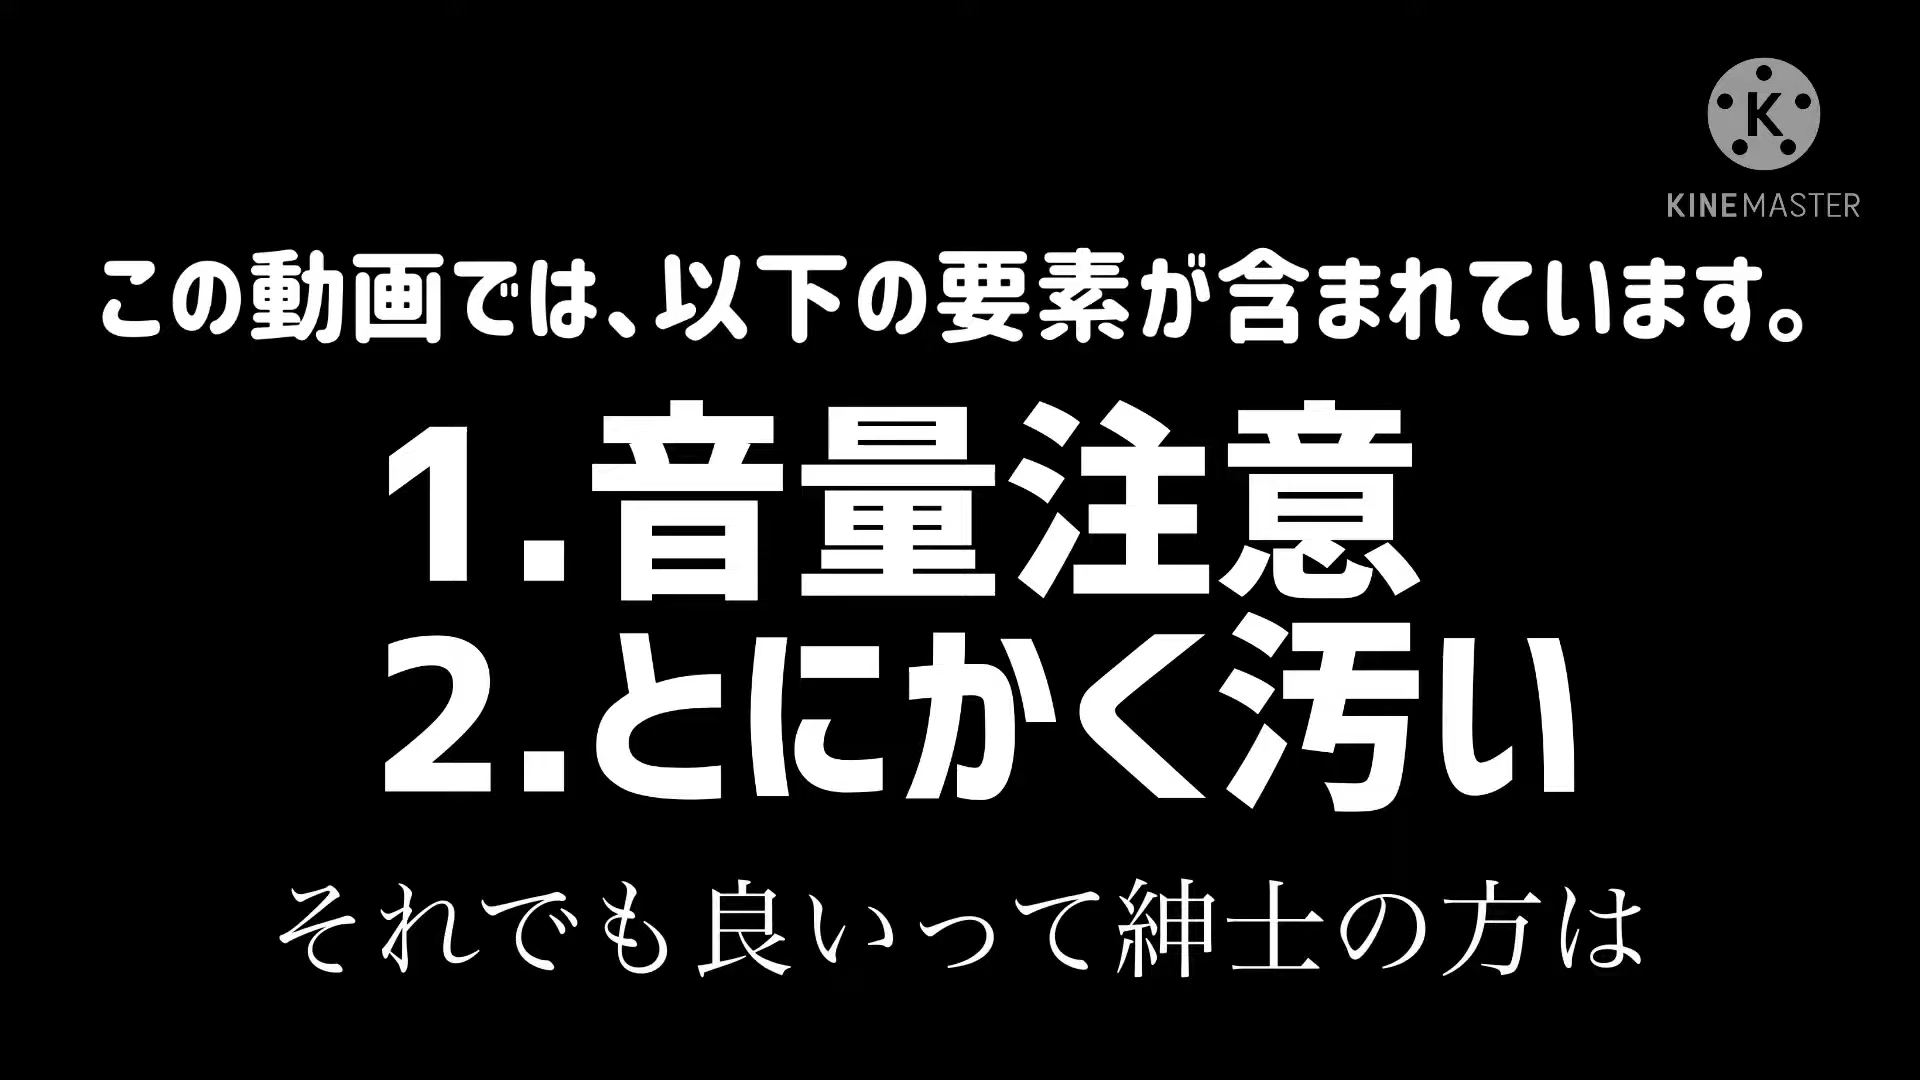 KINEMASTER
この動画では、以下の要素が含まれています。
1.音量注意
2.とにかく汚い
それでも良いって紳士の方は